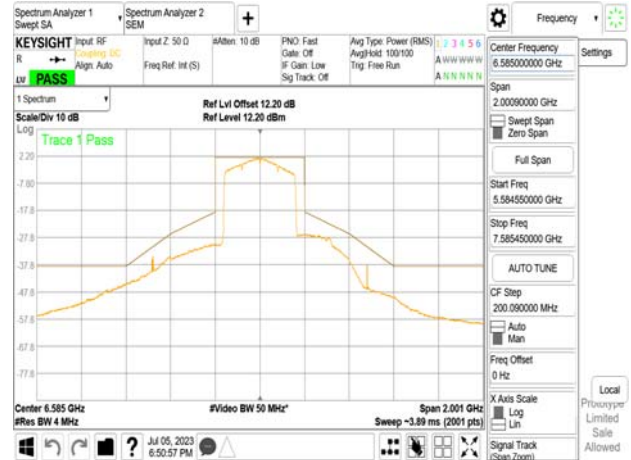 Spectrum Analyzer 1
Swept SA
Spectrum Analyzer 2
SEM
Frequency
KEYSIGHT
R
LW PASS
Input: RF
Coupling: DC
Align: Auto
Input Z: 50 Ω
Freq Ref: Int (S)
#Atten: 10 dB
PNO: Fast
Gate: Off
IF Gain: Low
Sig Track: Off
Avg Type: Power (RMS)
Avg|Hold: 100/100
Trig: Free Run
1 2 3 4 5 6
A W W W W W
A N N N N N
1 Spectrum
Scale/Div 10 dB
Ref Lvl Offset 12.20 dB
Ref Level 12.20 dBm
Log
Trace 1 Pass
2.20
-7.80
-17.8
-27.8
-37.8
-47.8
-57.8
-67.8
-77.8
Center 6.585 GHz
#Res BW 4 MHz
#Video BW 50 MHz*
Span 2.001 GHz
Sweep ~3.89 ms (2001 pts)
Jul 05, 2023
6:50:57 PM
Center Frequency
6.585000000 GHz
Settings
Span
2.00090000 GHz
Swept Span
Zero Span
Full Span
Start Freq
5.584550000 GHz
Stop Freq
7.585450000 GHz
AUTO TUNE
CF Step
200.090000 MHz
Auto
Man
Freq Offset
0 Hz
X Axis Scale
Log
Lin
Signal Track
(Span Zoom)
Local
Prototype
Limited
Sale
Allowed